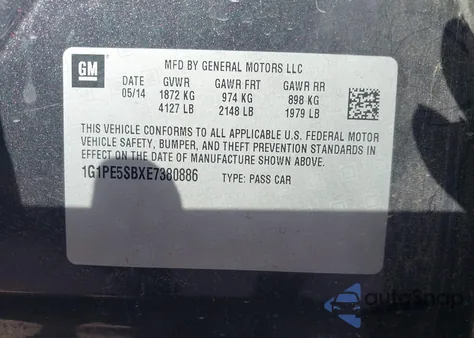 GM
MFD BY GENERAL MOTORS LLC
DATE GVWR GAWR FRT GAWR RR
05/14 1872 KG 974 KG 898 KG
4127 LB 2148 LB 1979 LB
THIS VEHICLE CONFORMS TO ALL APPLICABLE U.S. FEDERAL MOTOR
VEHICLE SAFETY, BUMPER, AND THEFT PREVENTION STANDARDS IN
EFFECT ON THE DATE OF MANUFACTURE SHOWN ABOVE.
1G1PE5SBXE7380886 TYPE: PASS CAR
autosnap